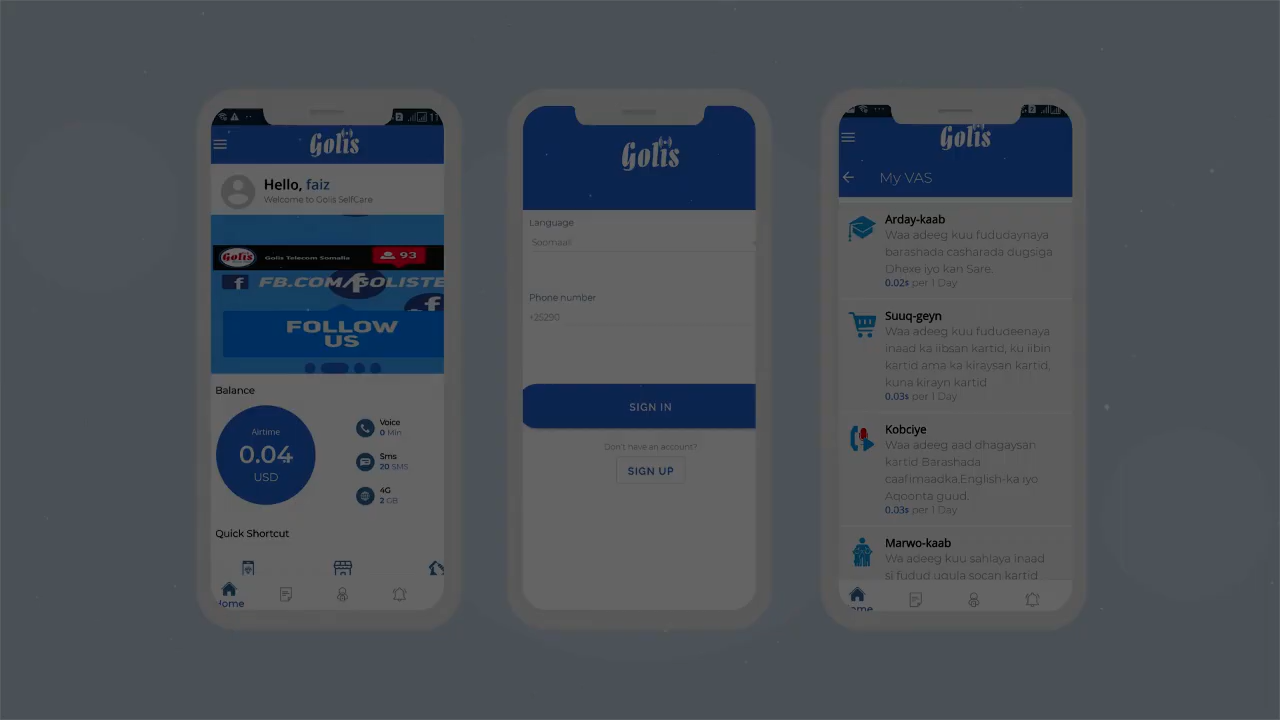 Golis
Hello, faiz
Welcome to Golis SelfCare
Golis
Golis Telecom Somalia
93
FB.COM/GOLISTE
FOLLOW
US
Balance
Airtime
0.04
USD
Voice
0 Min
Sms
20 SMS
4G
2 GB
Quick Shortcut
Home
Golis
Language
Soomaali
Phone number
+25290
SIGN IN
Don't have an account?
SIGN UP
Golis
My VAS
Arday-kaab
Waa adeeg kuu fududaynaya
barashada casharada dugsiga
Dhexe iyo kan Sare.
0.02s per 1 Day
Suuq-geyn
Waa adeeg kuu fududeenaya
inaad ka iibsan kartid, ku iibin
kartid ama ka kiraysan kartid,
kuna kirayn kartid
0.03s per 1 Day
Kobciye
Waa adeeg aad dhagaysan
kartid Barashada
caafimaadka,English-ka iyo
Aqoonta guud.
0.03s per 1 Day
Marwo-kaab
Wa adeeg kuu sahlaya inaad
si fudud ugula socan kartid
ome